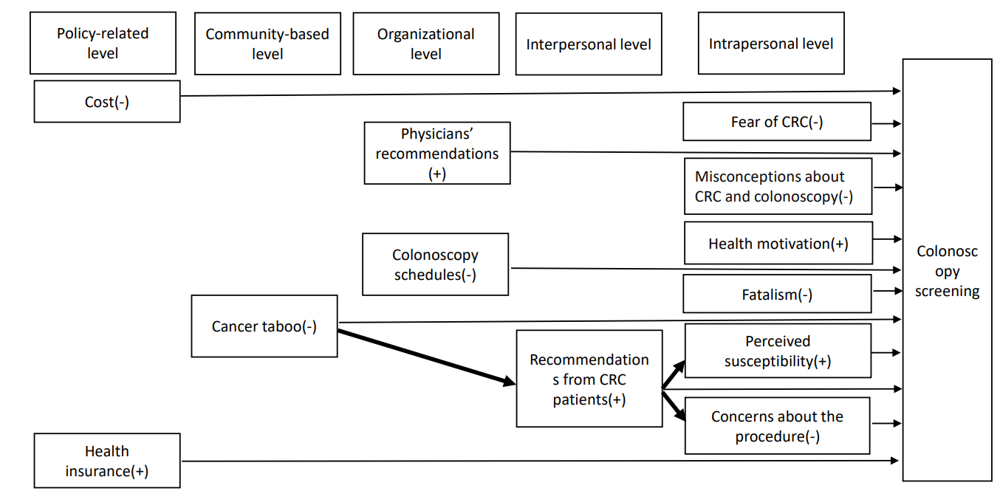 Policy-related
level
Community-based
level
Organizational
level
Interpersonal level
Intrapersonal level
Cost(-)
Fear of CRC(-)
Physicians’
recommendations
(+)
Misconceptions about
CRC and colonoscopy(-)
Health motivation(+)
Colonoscopy
schedules(-)
Colonosc
opy
screening
Fatalism(-)
Cancer taboo(-)
Perceived
susceptibility(+)
Recommendation
s from CRC
patients(+)
Concerns about the
procedure(-)
Health
insurance(+)